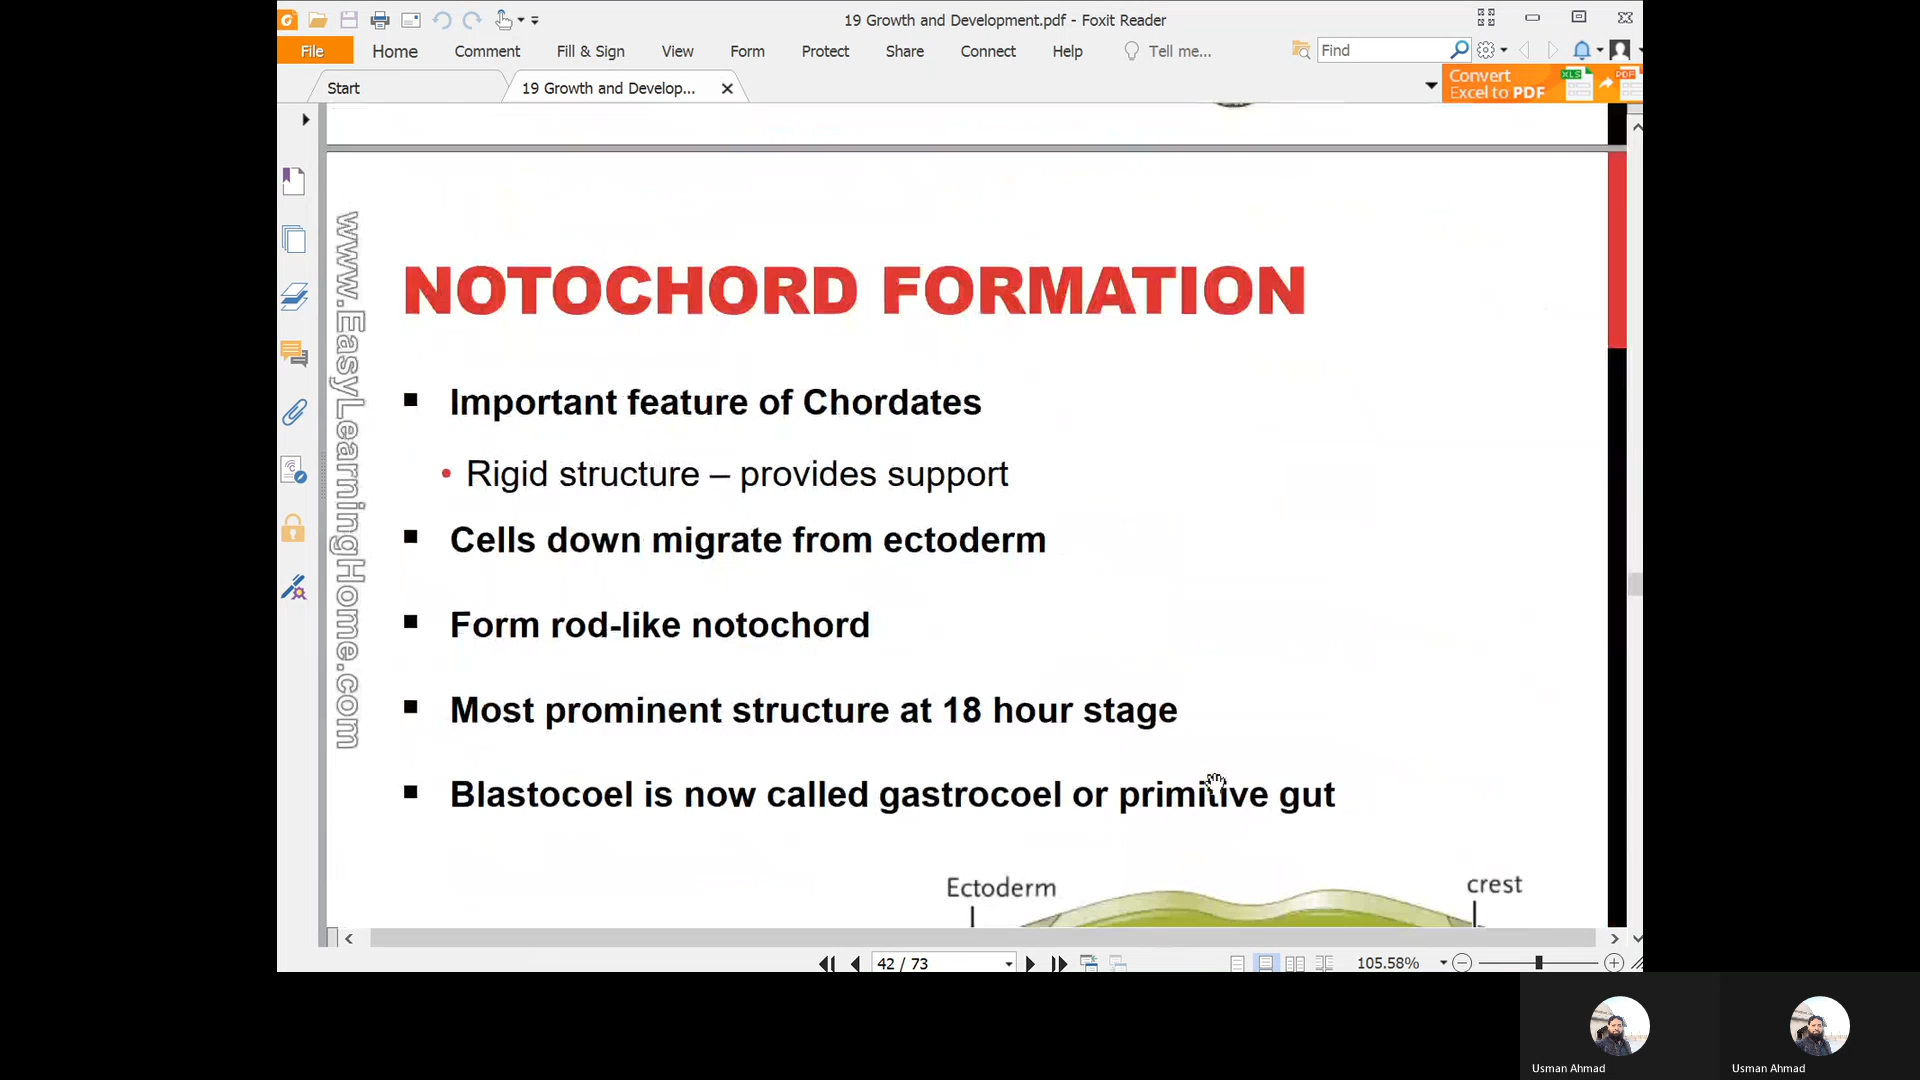 19 Growth and Development.pdf - Foxit Reader
File Home Comment Fill & Sign View Form Protect Share Connect Help Tell me... Find
Start 19 Growth and Develop...
Convert
Excel to PDF
XLS PDF
www.EasyLearningHome.com
NOTOCHORD FORMATION
Important feature of Chordates
Rigid structure – provides support
Cells down migrate from ectoderm
Form rod-like notochord
Most prominent structure at 18 hour stage
Blastocoel is now called gastrocoel or primitive gut
Ectoderm crest
42 / 73 105.58%
Usman Ahmad Usman Ahmad